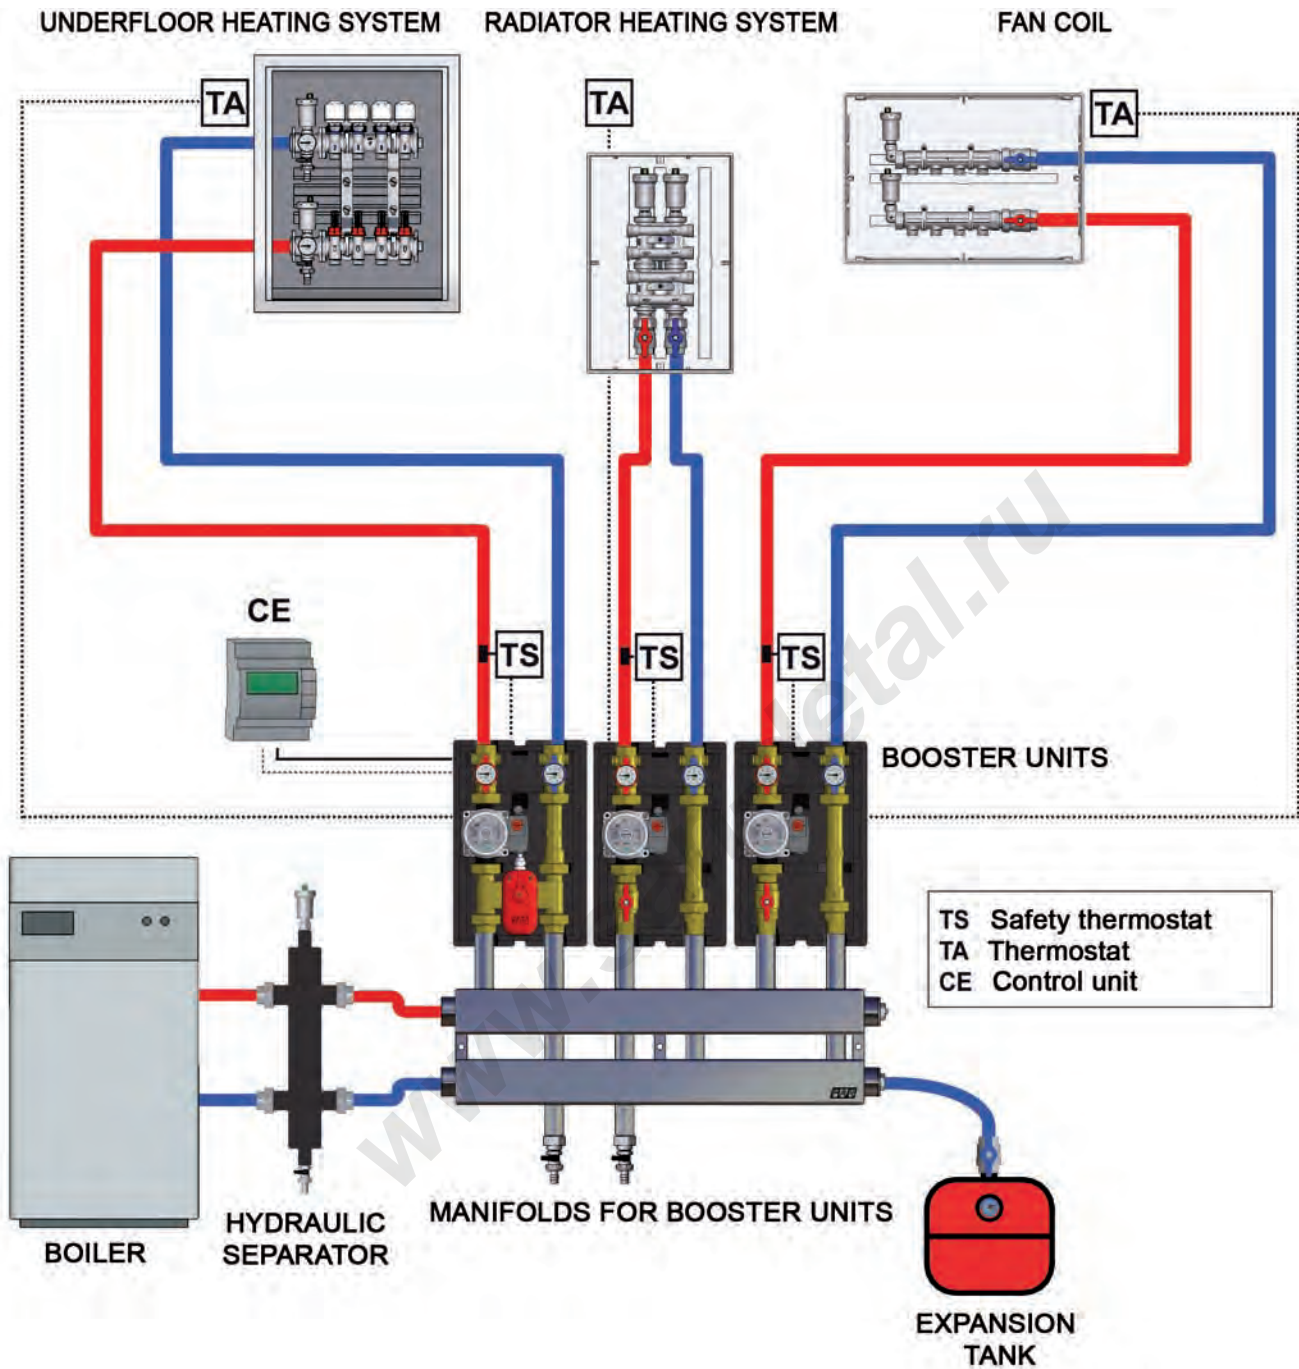 UNDERFLOOR HEATING SYSTEM
RADIATOR HEATING SYSTEM
FAN COIL
TA
TA
TA
CE
TS
TS
TS
BOOSTER UNITS
TS Safety thermostat
TA Thermostat
CE Control unit
MANIFOLDS FOR BOOSTER UNITS
HYDRAULIC
SEPARATOR
BOILER
EXPANSION
TANK